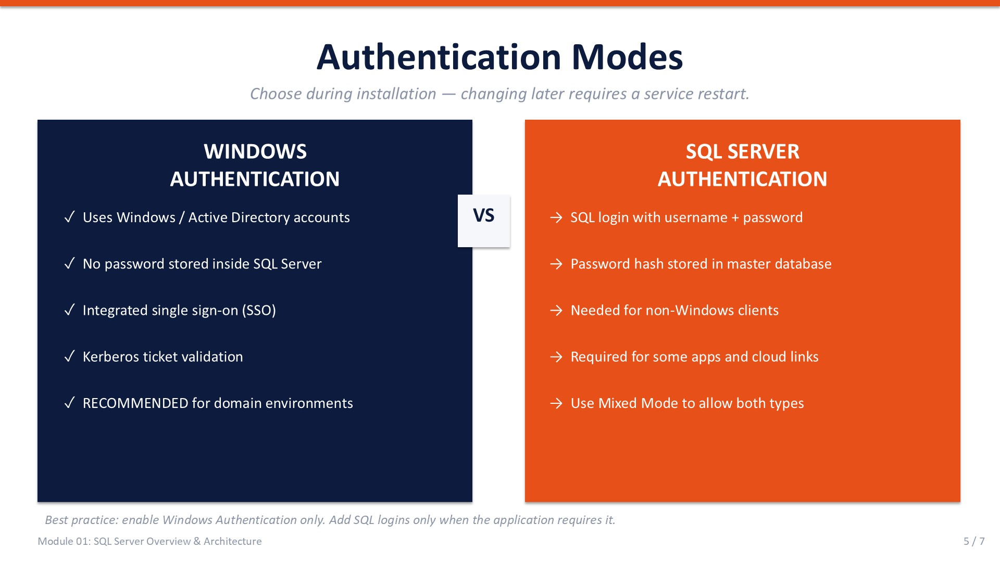 Authentication Modes
Choose during installation — changing later requires a service restart.
WINDOWS
AUTHENTICATION
✓ Uses Windows / Active Directory accounts
✓ No password stored inside SQL Server
✓ Integrated single sign-on (SSO)
✓ Kerberos ticket validation
✓ RECOMMENDED for domain environments
VS
SQL SERVER
AUTHENTICATION
→ SQL login with username + password
→ Password hash stored in master database
→ Needed for non-Windows clients
→ Required for some apps and cloud links
→ Use Mixed Mode to allow both types
Best practice: enable Windows Authentication only. Add SQL logins only when the application requires it.
Module 01: SQL Server Overview & Architecture
5 / 7